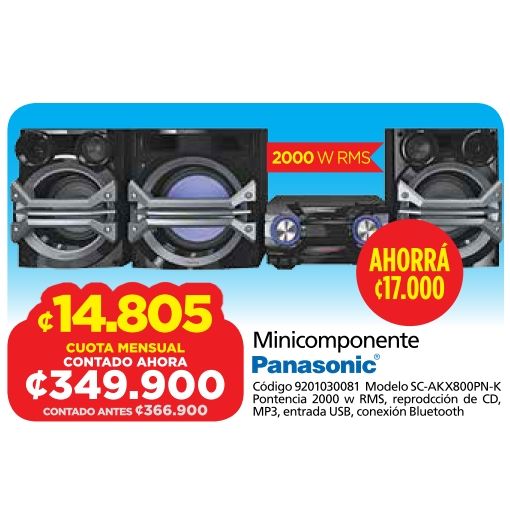 2000 W RMS
AHORRÁ
¢17.000
¢14.805
CUOTA MENSUAL
CONTADO AHORA
¢349.900
CONTADO ANTES ¢366.900
Minicomponente
Panasonic®
Código 9201030081 Modelo SC-AKX800PN-K
Pontencia 2000 w RMS, reprodcción de CD,
MP3, entrada USB, conexión Bluetooth